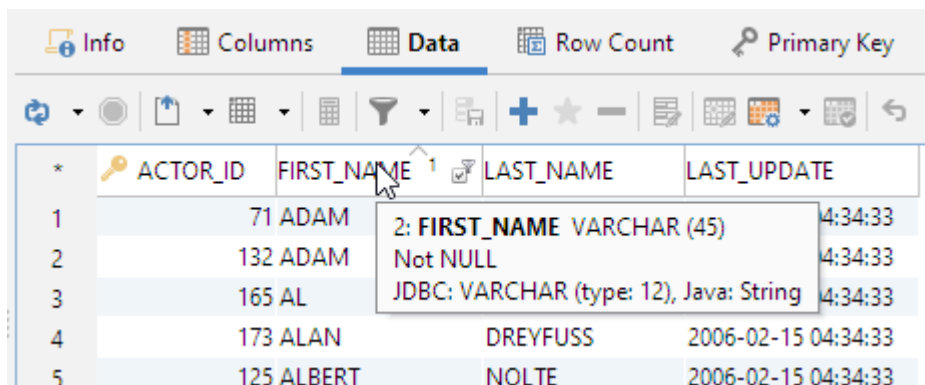 Info Columns Data Row Count Primary Key
* ACTOR_ID FIRST_NAME 1 LAST_NAME LAST_UPDATE
1 71 ADAM 4:34:33
2 132 ADAM 4:34:33
3 165 AL 4:34:33
2: FIRST_NAME VARCHAR (45)
Not NULL
JDBC: VARCHAR (type: 12), Java: String
4 173 ALAN DREYFUSS 2006-02-15 04:34:33
5 125 ALBERT NOLTE 2006-02-15 04:34:33